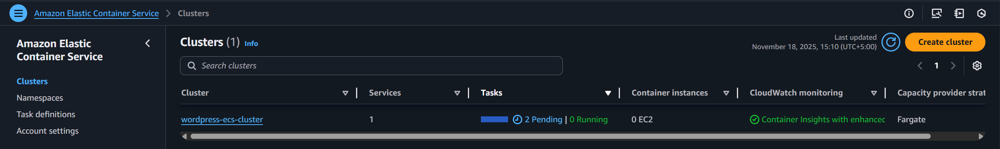 Amazon Elastic Container Service > Clusters
Amazon Elastic
Container Service
Clusters
Namespaces
Task definitions
Account settings
Clusters (1) Info
Last updated
November 18, 2025, 15:10 (UTC+5:00)
Create cluster
Search clusters
1
Cluster Services Tasks Container instances CloudWatch monitoring Capacity provider strat
wordpress-ecs-cluster 1 2 Pending | 0 Running 0 EC2 Container Insights with enhanced Fargate